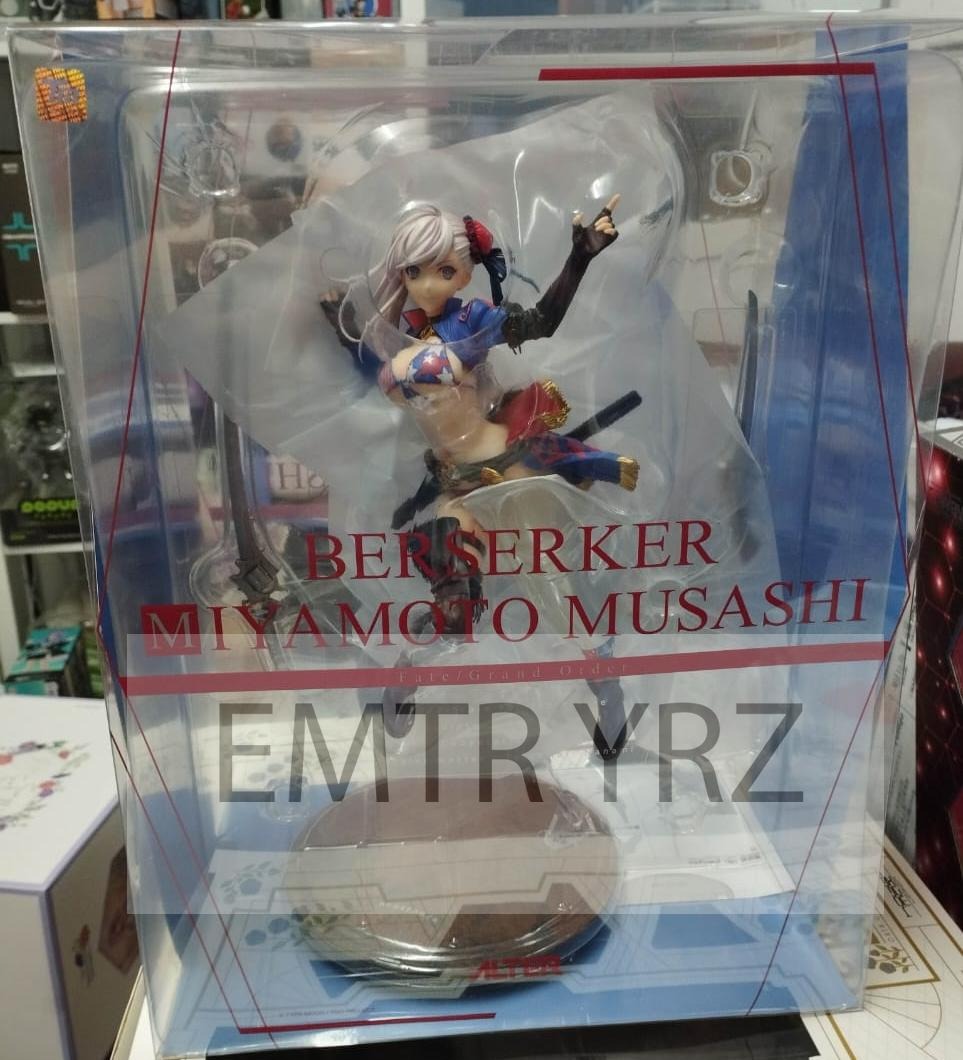 BERSERKER
MIYAMOTO MUSASHI
Fate/Grand Order
EMTR YRZ
ALTER